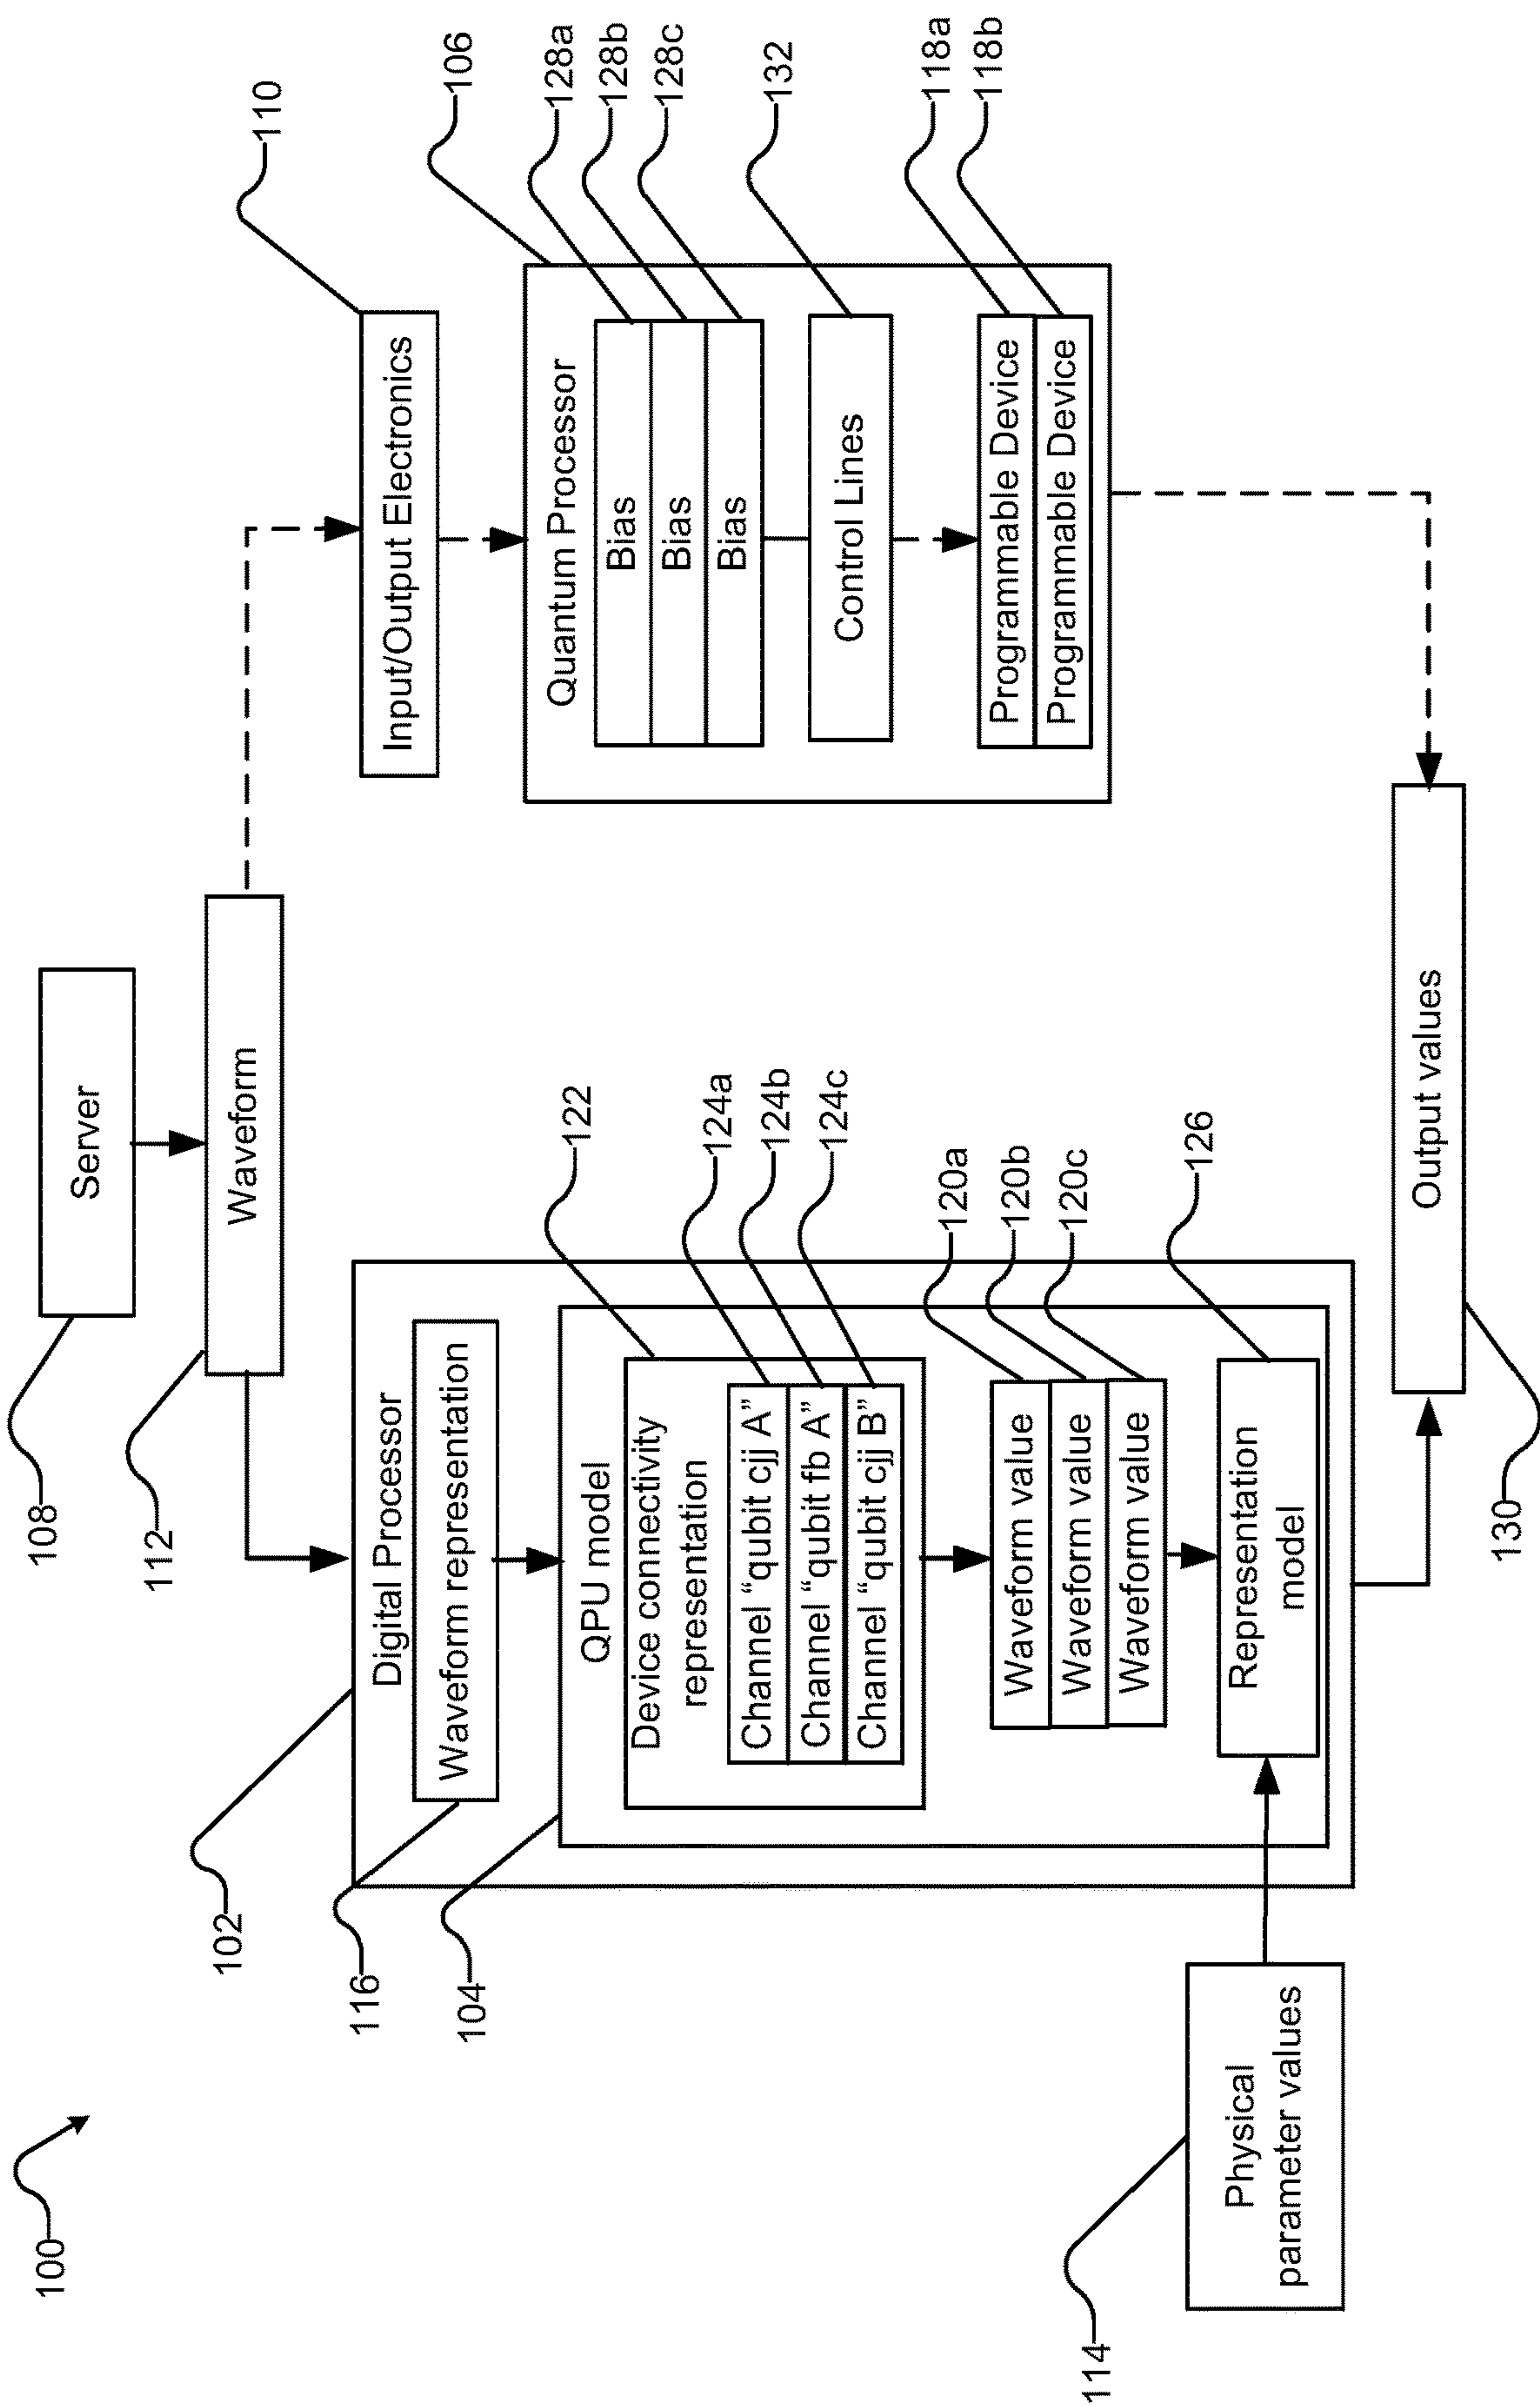 100
108
Server
112
Waveform
110
Input/Output Electronics
102
Digital Processor
116
Waveform representation
104
QPU model
122
Device connectivity
representation
Channel “qubit cjj A”
124a
Channel “qubit fb A”
124b
Channel “qubit cjj B”
124c
Waveform value
120a
Waveform value
120b
Waveform value
120c
Representation
model
126
114
Physical
parameter values
106
Quantum Processor
Bias
128a
Bias
128b
Bias
128c
Control Lines
132
Programmable Device
118a
Programmable Device
118b
Output values
130